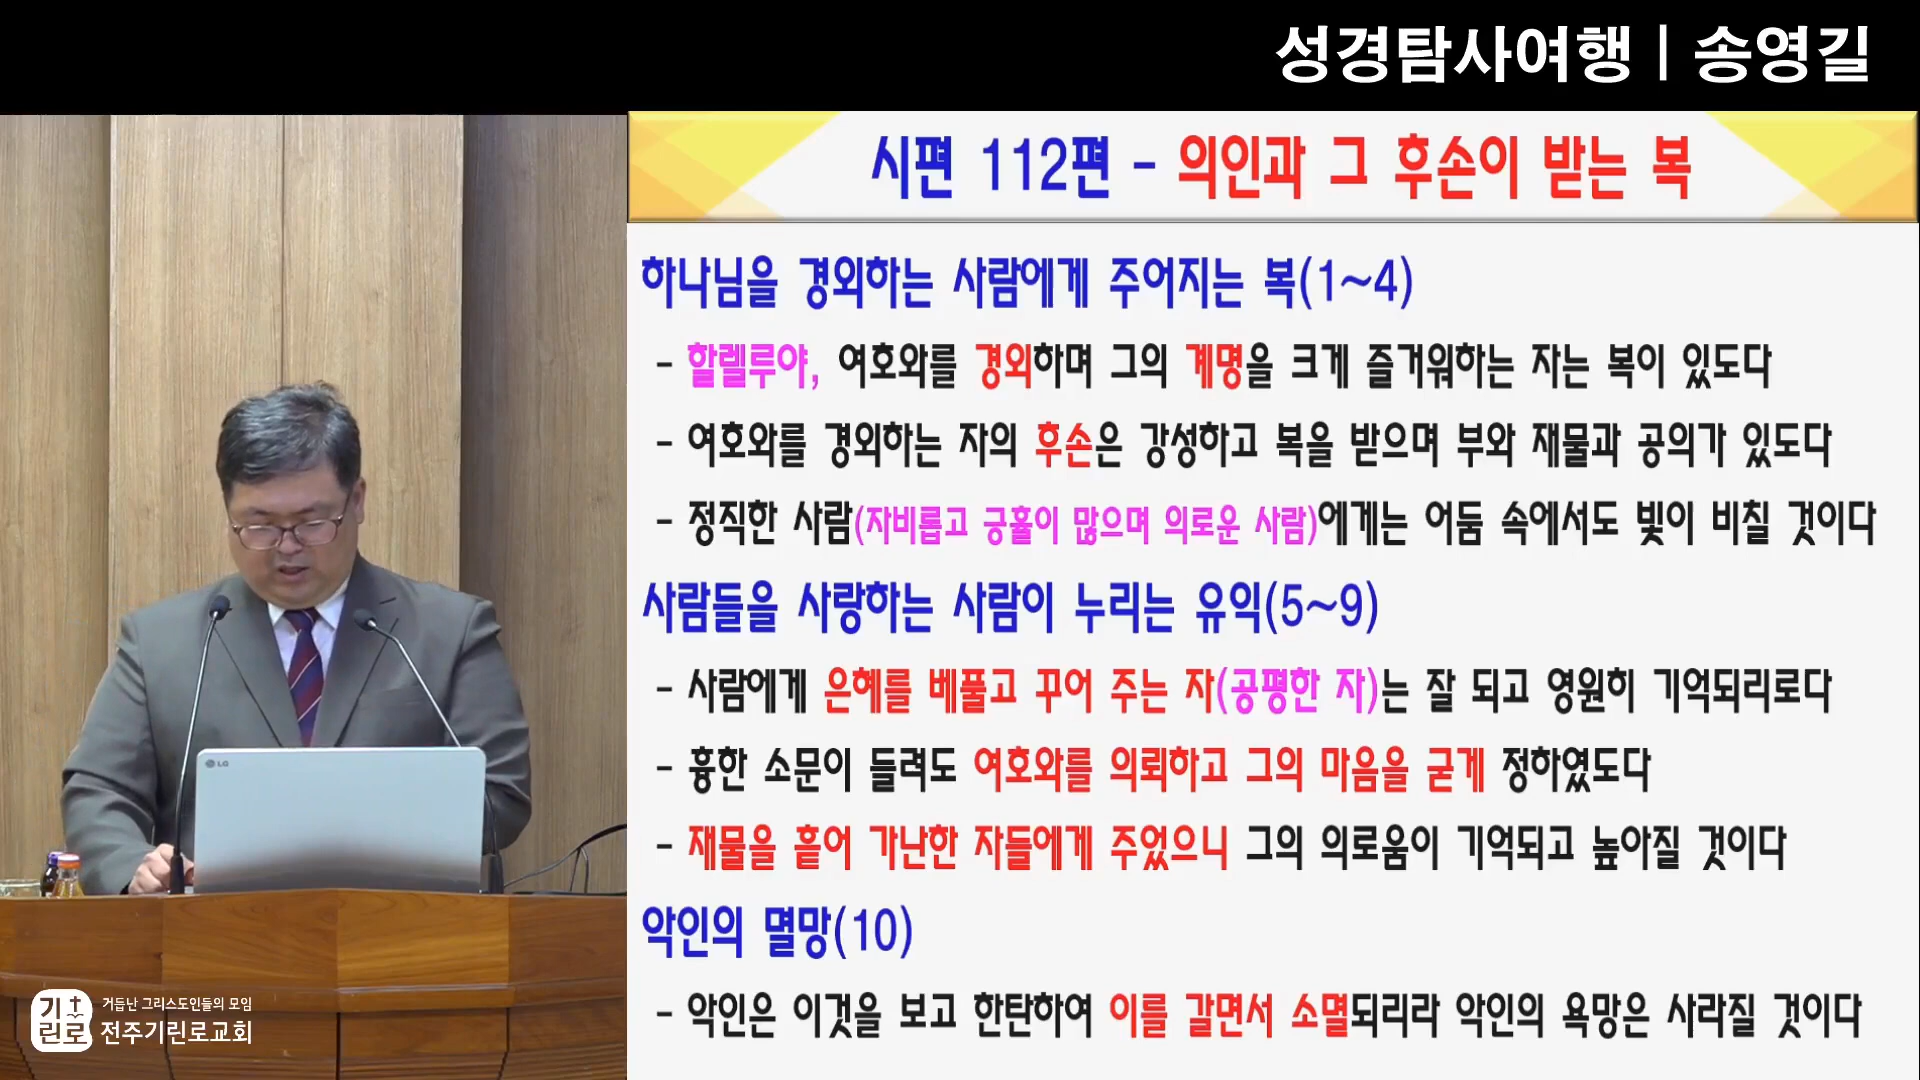 성경탐사여행 | 송영길
시편 112편 - 의인과 그 후손이 받는 복
하나님을 경외하는 사람에게 주어지는 복(1~4)
- 할렐루야, 여호와를 경외하며 그의 계명을 크게 즐거워하는 자는 복이 있도다
- 여호와를 경외하는 자의 후손은 강성하고 복을 받으며 부와 재물과 공의가 있도다
- 정직한 사람(자비롭고 긍휼이 많으며 의로운 사람)에게는 어둠 속에서도 빛이 비칠 것이다
사람들을 사랑하는 사람이 누리는 유익(5~9)
- 사람에게 은혜를 베풀고 꾸어 주는 자(공평한 자)는 잘 되고 영원히 기억되리로다
- 흉한 소문이 들려도 여호와를 의뢰하고 그의 마음을 굳게 정하였도다
- 재물을 흩어 가난한 자들에게 주었으니 그의 의로움이 기억되고 높아질 것이다
악인의 멸망(10)
- 악인은 이것을 보고 한탄하여 이를 갈면서 소멸되리라 악인의 욕망은 사라질 것이다
LG
기린로
거듭난 그리스도인들의 모임
전주기린로교회